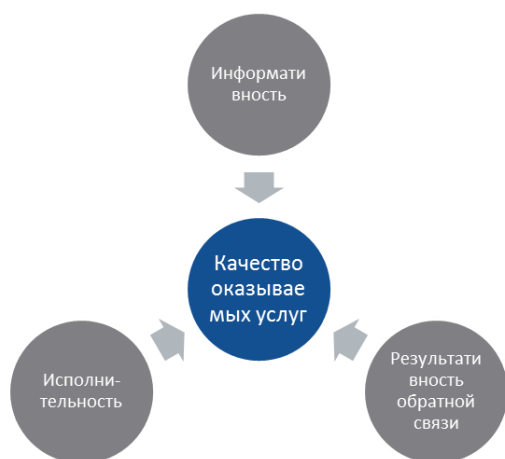 Информати
вность
Качество
оказывае
мых услуг
Исполни-
тельность
Результати
вность
обратной
связи